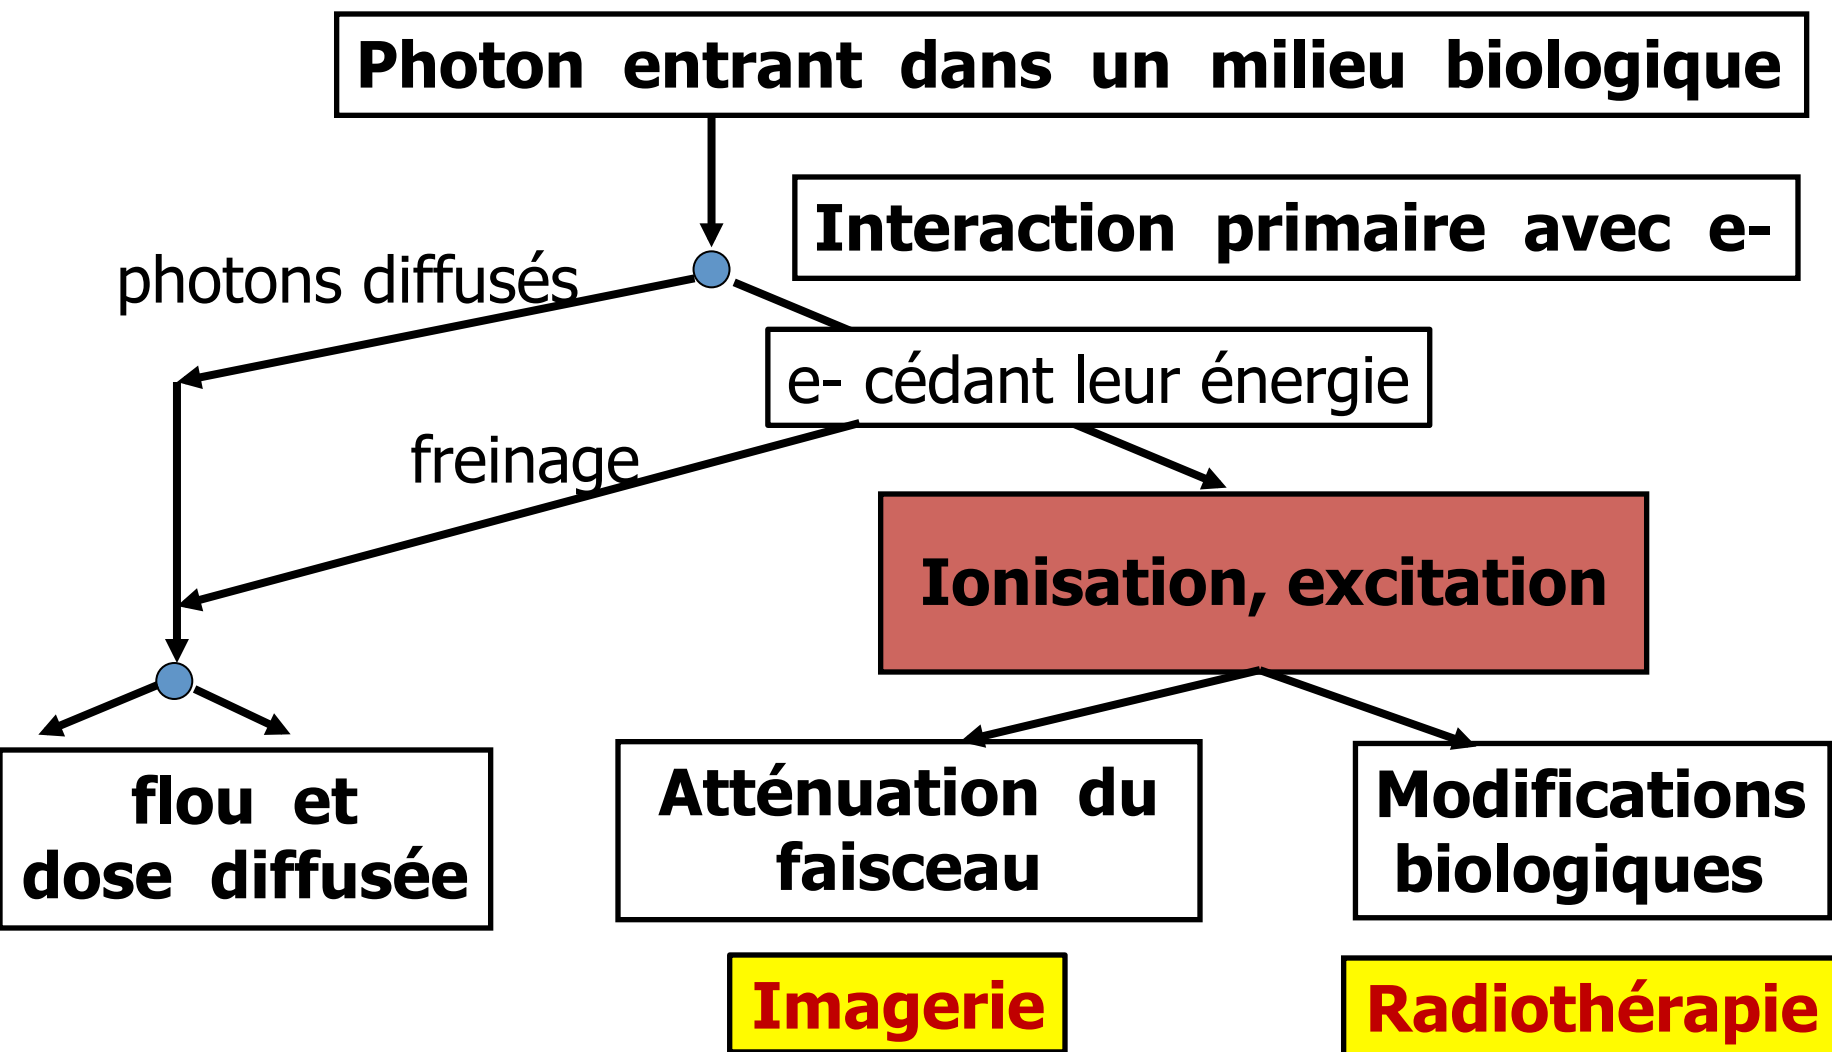 Photon entrant dans un milieu biologique
Interaction primaire avec e-
photons diffusés
e- cédant leur énergie
freinage
Ionisation, excitation
flou et
dose diffusée
Atténuation du
faisceau
Modifications
biologiques
Imagerie
Radiothérapie